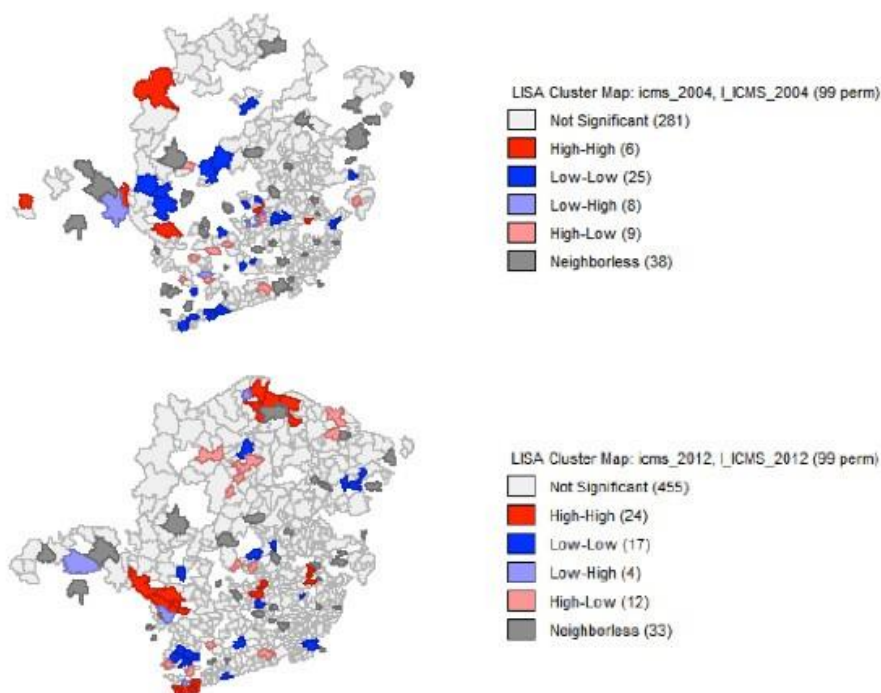 LISA Cluster Map: icms_2004, I_ICMS_2004 (99 perm)
Not Significant (281)
High-High (6)
Low-Low (25)
Low-High (8)
High-Low (9)
Neighborless (38)
LISA Cluster Map: icms_2012, I_ICMS_2012 (99 perm)
Not Significant (455)
High-High (24)
Low-Low (17)
Low-High (4)
High-Low (12)
Neighborless (33)